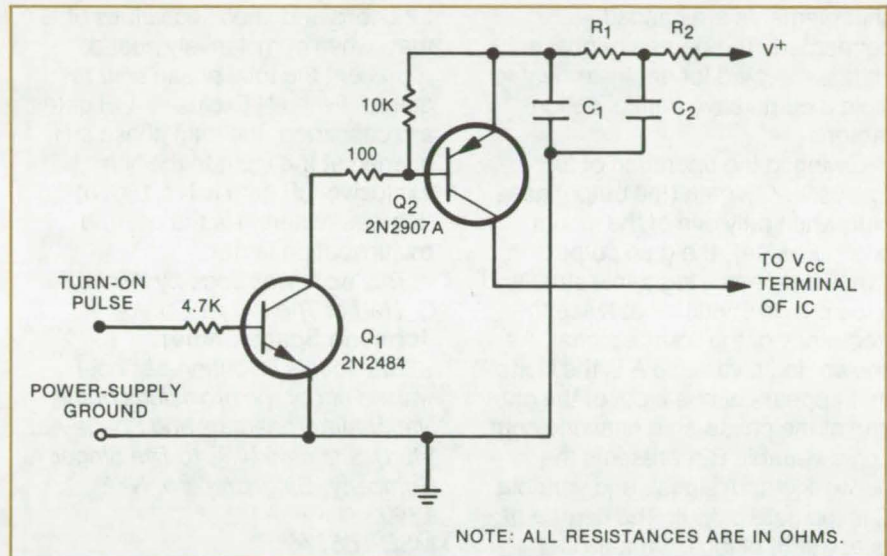 R1
R2
V+
10K
C1
C2
100
Q2
2N2907A
TO VCC
TERMINAL
OF IC
TURN-ON
PULSE
4.7K
Q1
2N2484
POWER-SUPPLY
GROUND
NOTE: ALL RESISTANCES ARE IN OHMS.